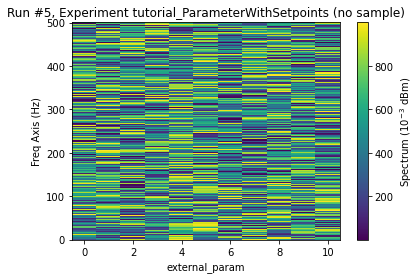 Run #5, Experiment tutorial_ParameterWithSetpoints (no sample)
500
400
300
200
100
0
Freq Axis (Hz)
0 2 4 6 8 10
external_param
800
600
400
200
Spectrum (10⁻³ dBm)